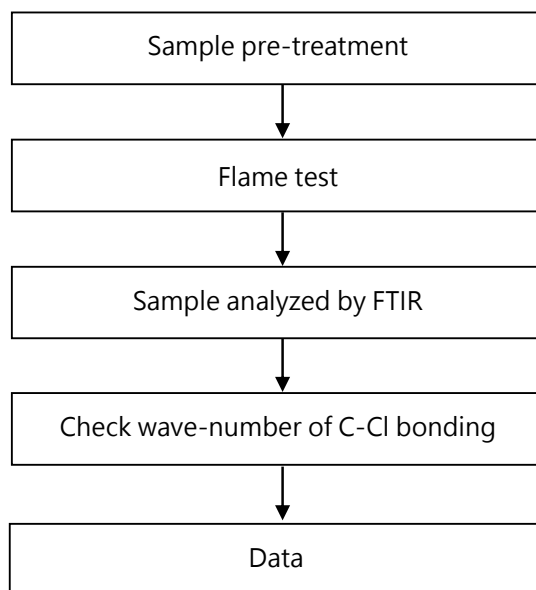 Sample pre-treatment
Flame test
Sample analyzed by FTIR
Check wave-number of C-Cl bonding
Data